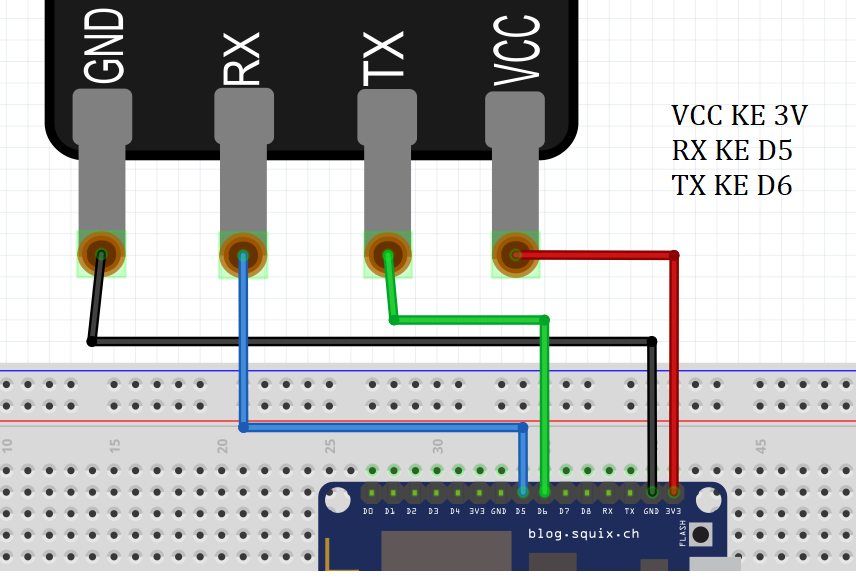 GND RX TX VCC
VCC KE 3V
RX KE D5
TX KE D6
10 15 20 25 30 45
D0 D1 D2 D3 D4 3V3 GND D5 D6 D7 D8 RX TX GND 3V3
blog.squix.ch
FLASH